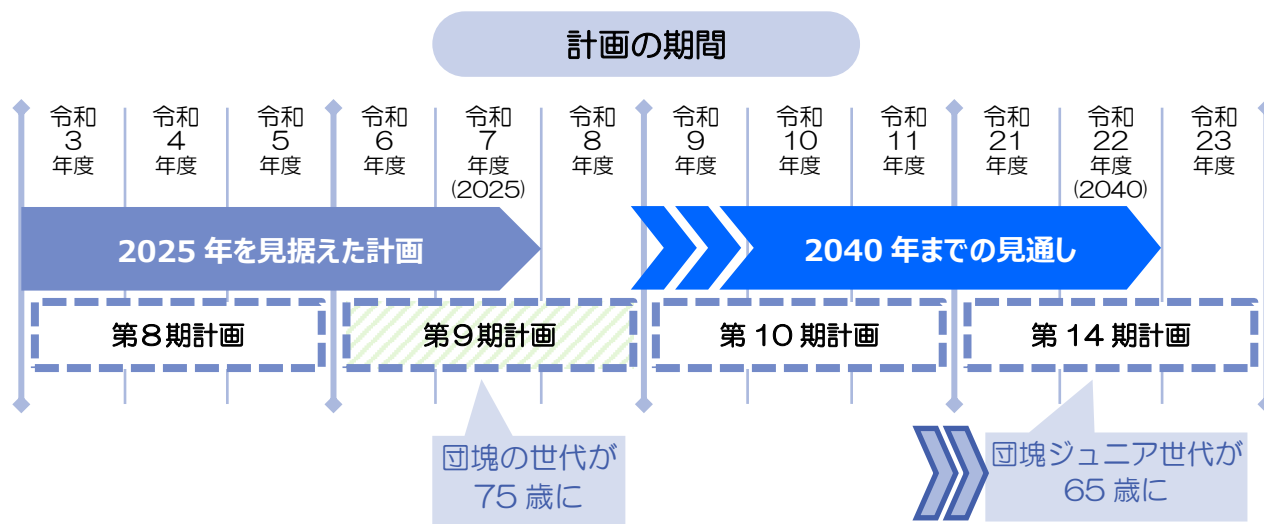 計画の期間
令和
3
年度
令和
4
年度
令和
5
年度
令和
6
年度
令和
7
年度
(2025)
令和
8
年度
令和
9
年度
令和
10
年度
令和
11
年度
令和
21
年度
令和
22
年度
(2040)
令和
23
年度
2025 年を見据えた計画
2040 年までの見通し
第8期計画
第9期計画
第 10 期計画
第 14 期計画
団塊の世代が
75 歳に
団塊ジュニア世代が
65 歳に